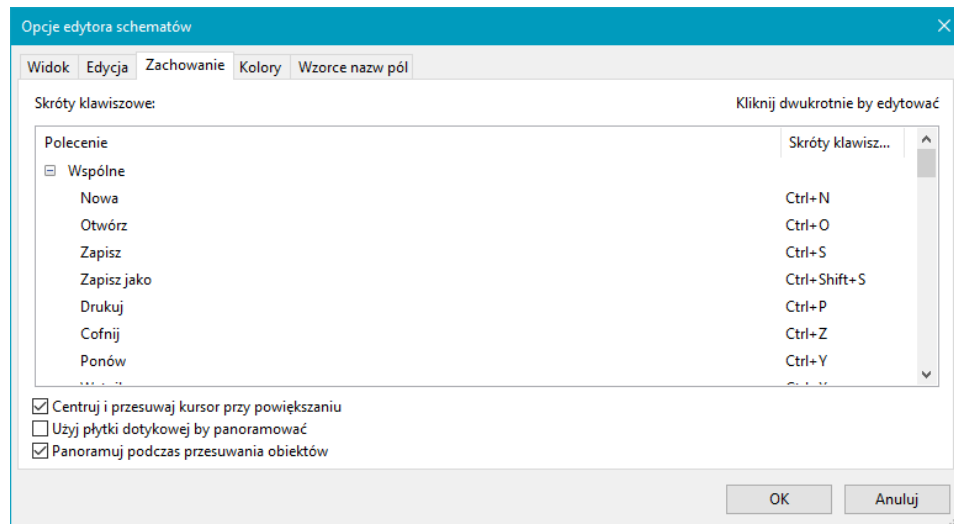 Opcje edytora schematów
Widok Edycja Zachowanie Kolory Wzorce nazw pól
Skróty klawiszowe: Kliknij dwukrotnie by edytować
Polecenie Skróty klawisz...
Wspólne
Nowa Ctrl+N
Otwórz Ctrl+O
Zapisz Ctrl+S
Zapisz jako Ctrl+Shift+S
Drukuj Ctrl+P
Cofnij Ctrl+Z
Ponów Ctrl+Y
Centruj i przesuwaj kursor przy powiększaniu
Użyj płytki dotykowej by panoramować
Panoramuj podczas przesuwania obiektów
OK Anuluj